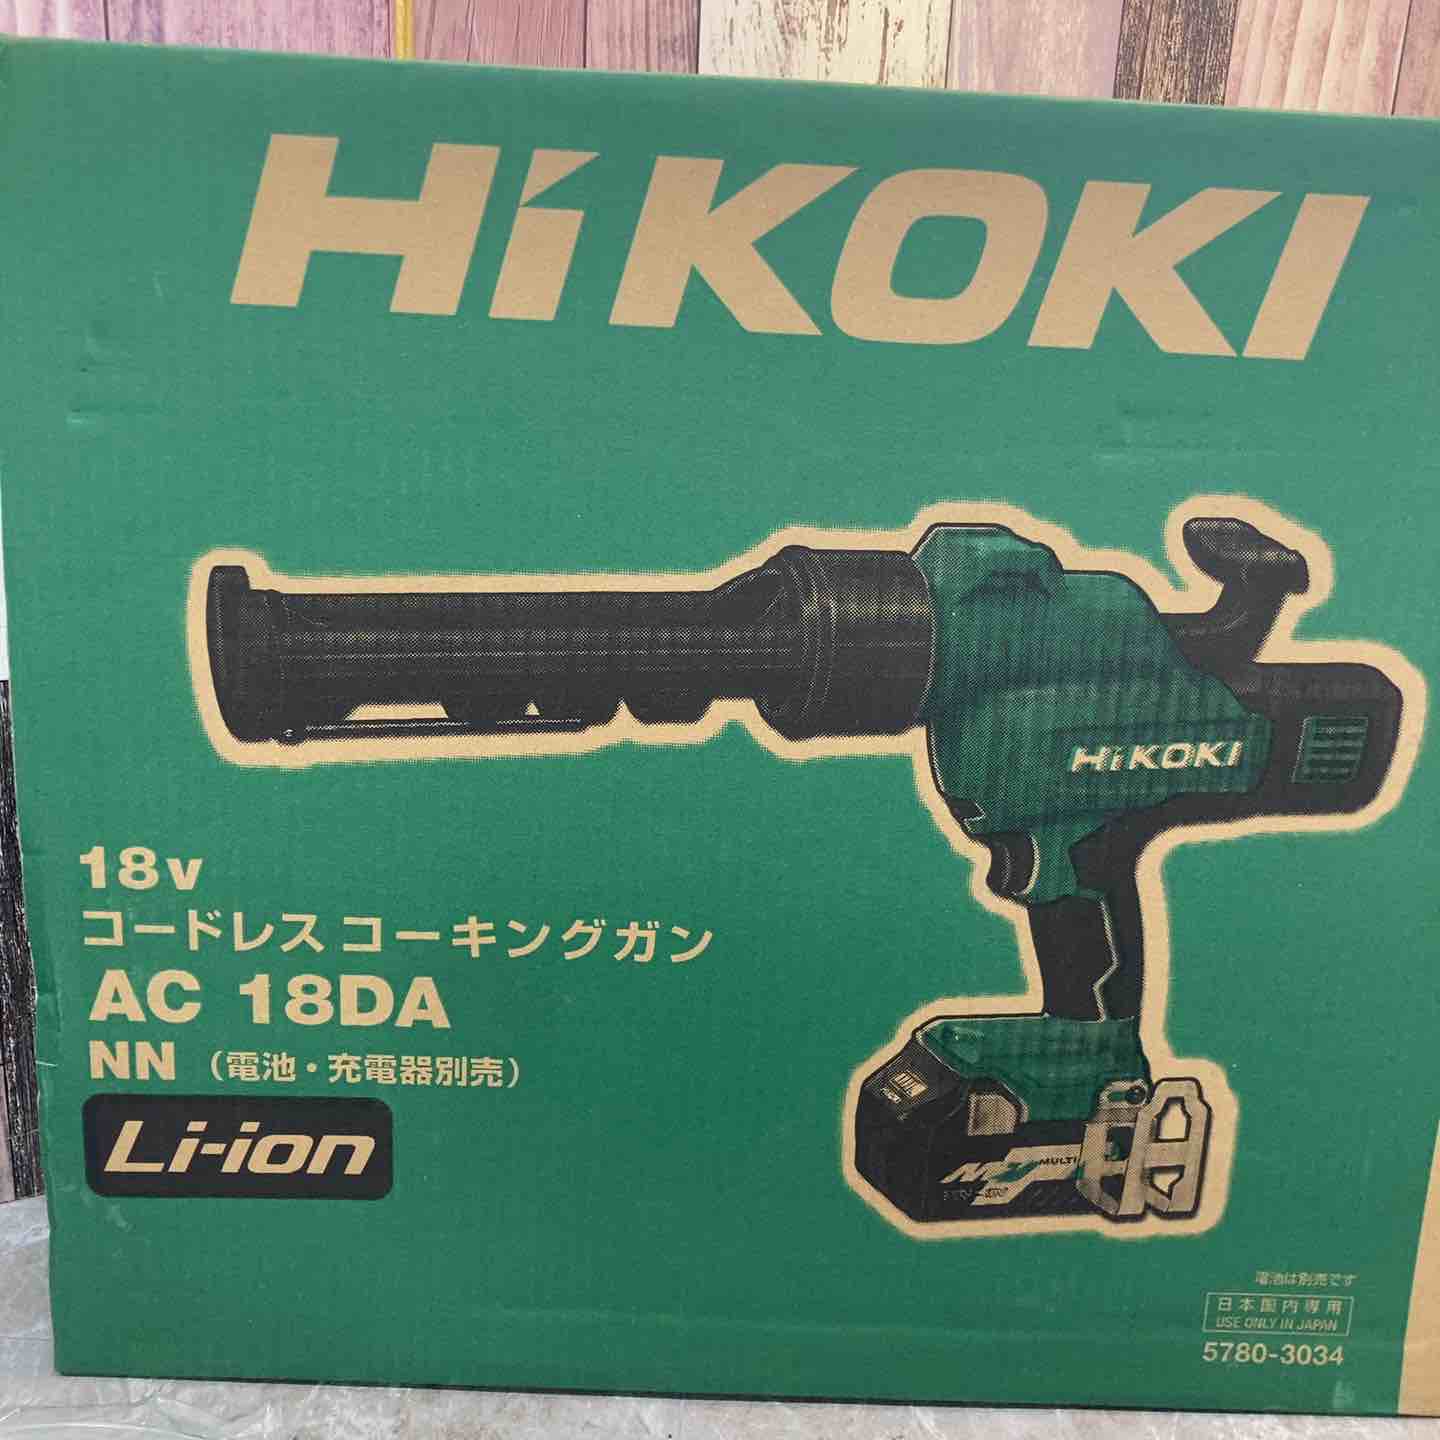 HiKOKI
HiKOKI
18v
コードレス コーキングガン
AC 18DA
NN (電池・充電器別売)
Li-ion
MULTI
電池は別売です
日本国内専用
USE ONLY IN JAPAN
5780-3034